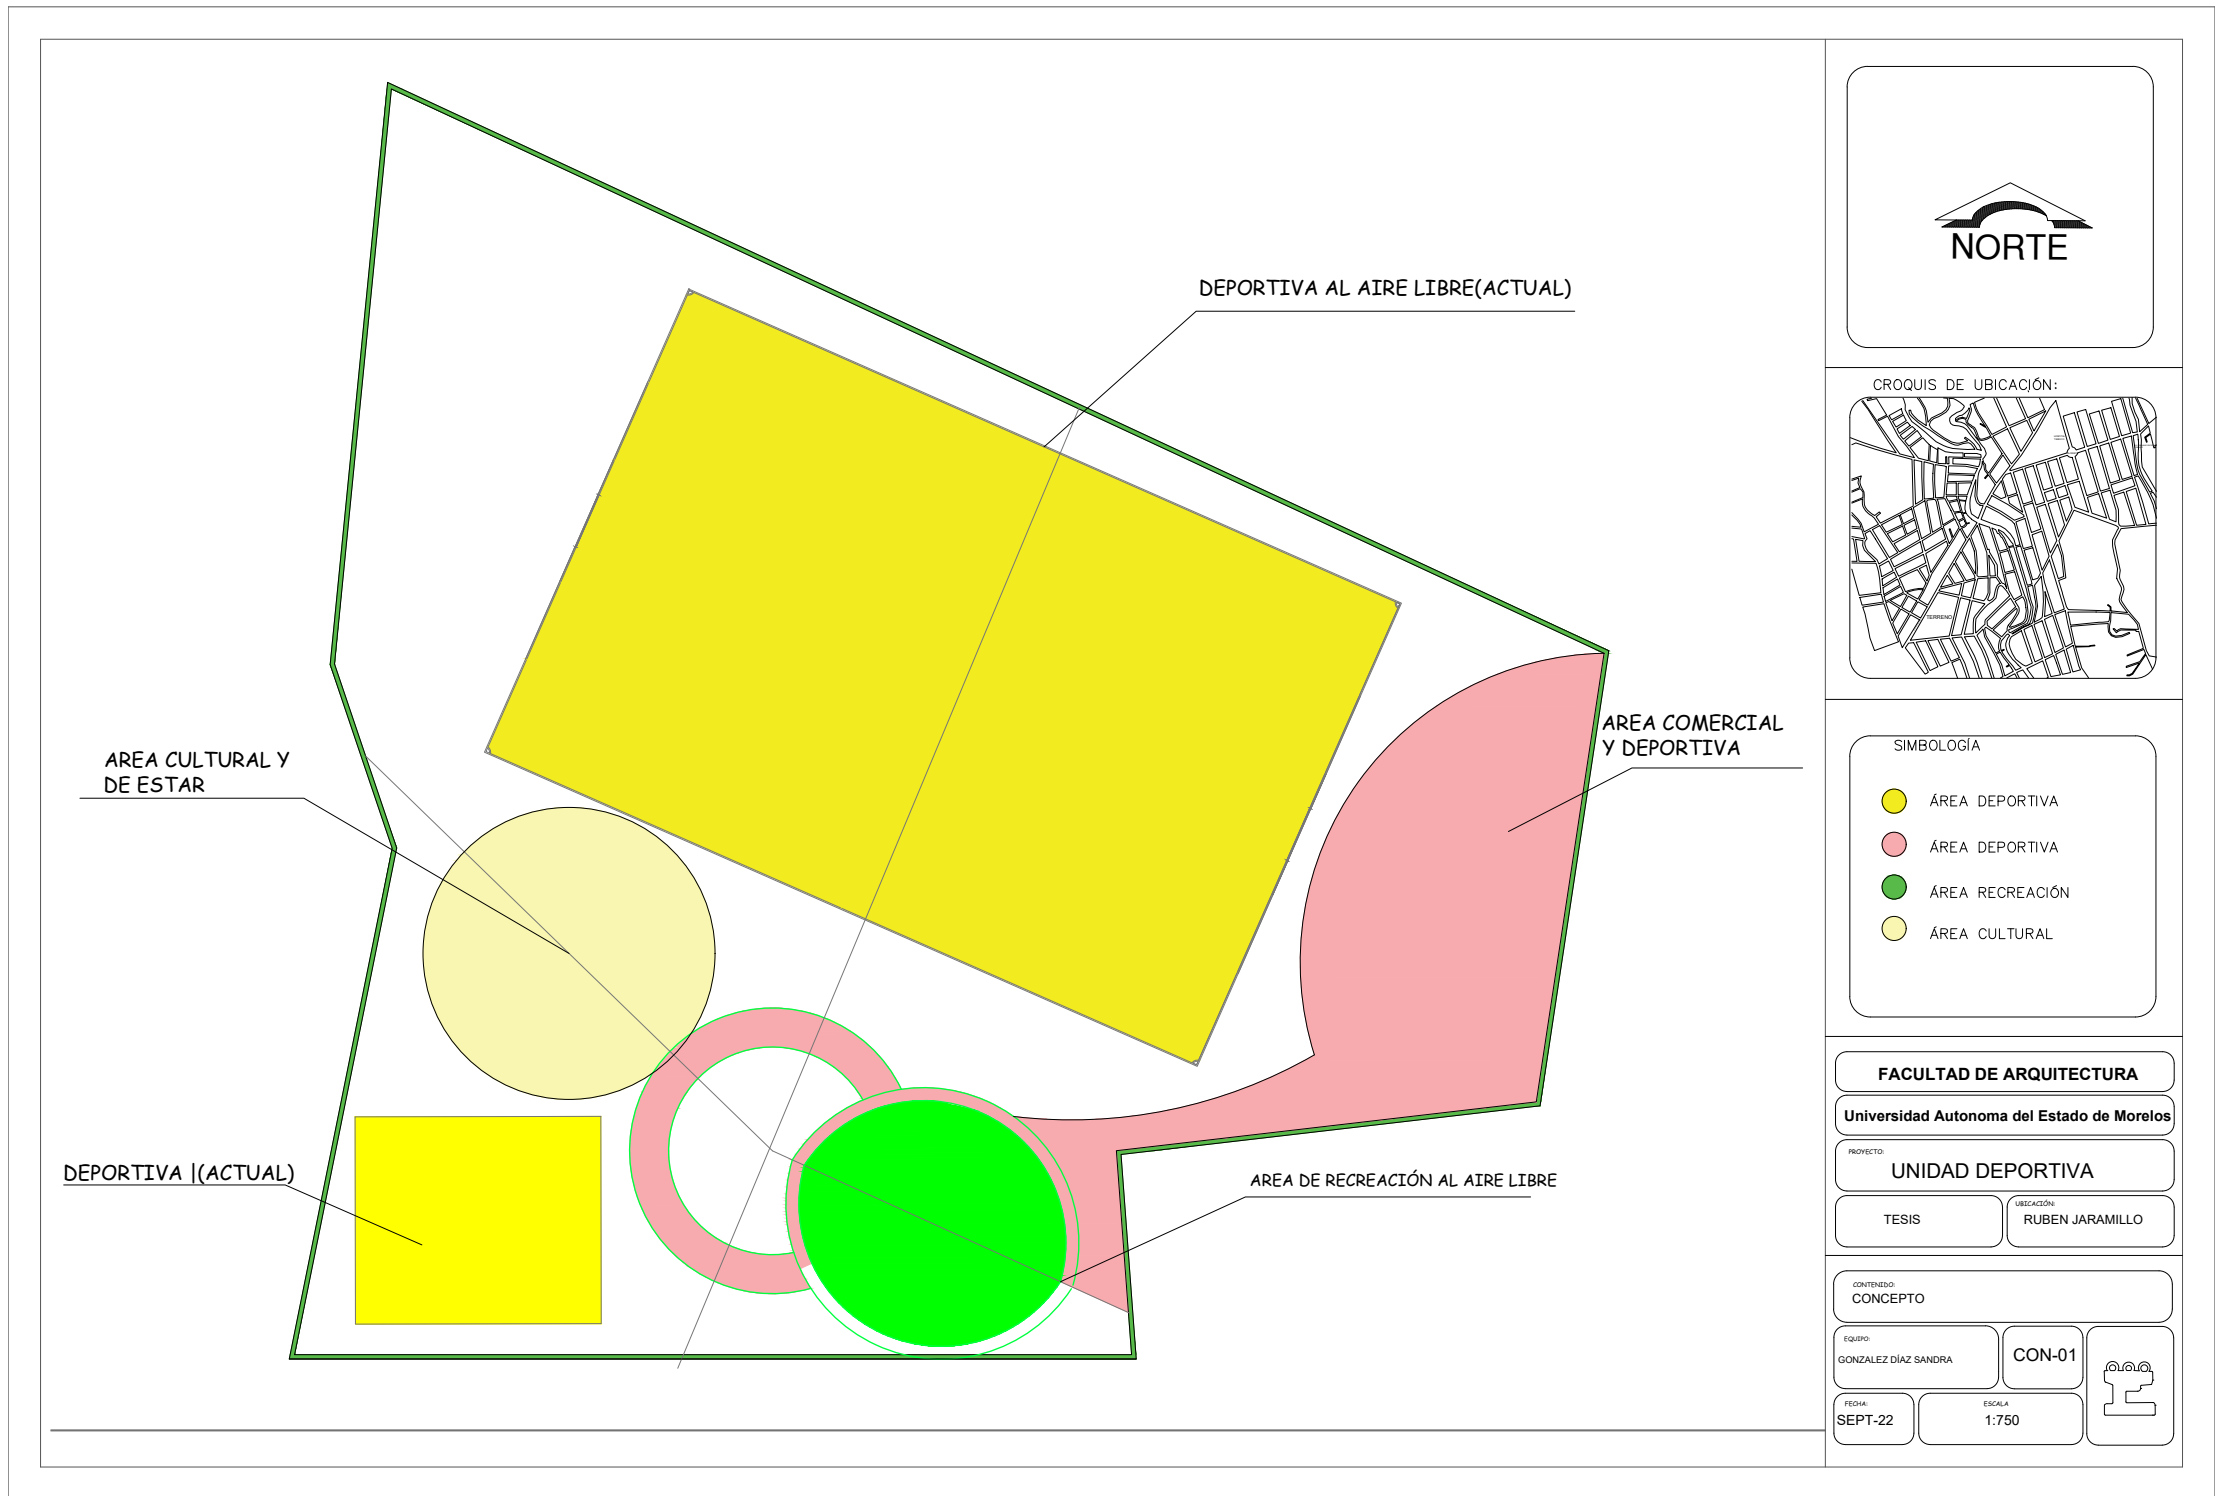 DEPORTIVA AL AIRE LIBRE(ACTUAL)
AREA COMERCIAL
Y DEPORTIVA
AREA CULTURAL Y
DE ESTAR
DEPORTIVA |(ACTUAL)
AREA DE RECREACIÓN AL AIRE LIBRE
NORTE
CROQUIS DE UBICACIÓN:
TERRENO
SIMBOLOGÍA
ÁREA DEPORTIVA
ÁREA DEPORTIVA
ÁREA RECREACIÓN
ÁREA CULTURAL
FACULTAD DE ARQUITECTURA
Universidad Autonoma del Estado de Morelos
PROYECTO:
UNIDAD DEPORTIVA
TESIS
UBICACIÓN:
RUBEN JARAMILLO
CONTENIDO:
CONCEPTO
EQUIPO:
GONZALEZ DÍAZ SANDRA
CON-01
FECHA:
SEPT-22
ESCALA
1:750